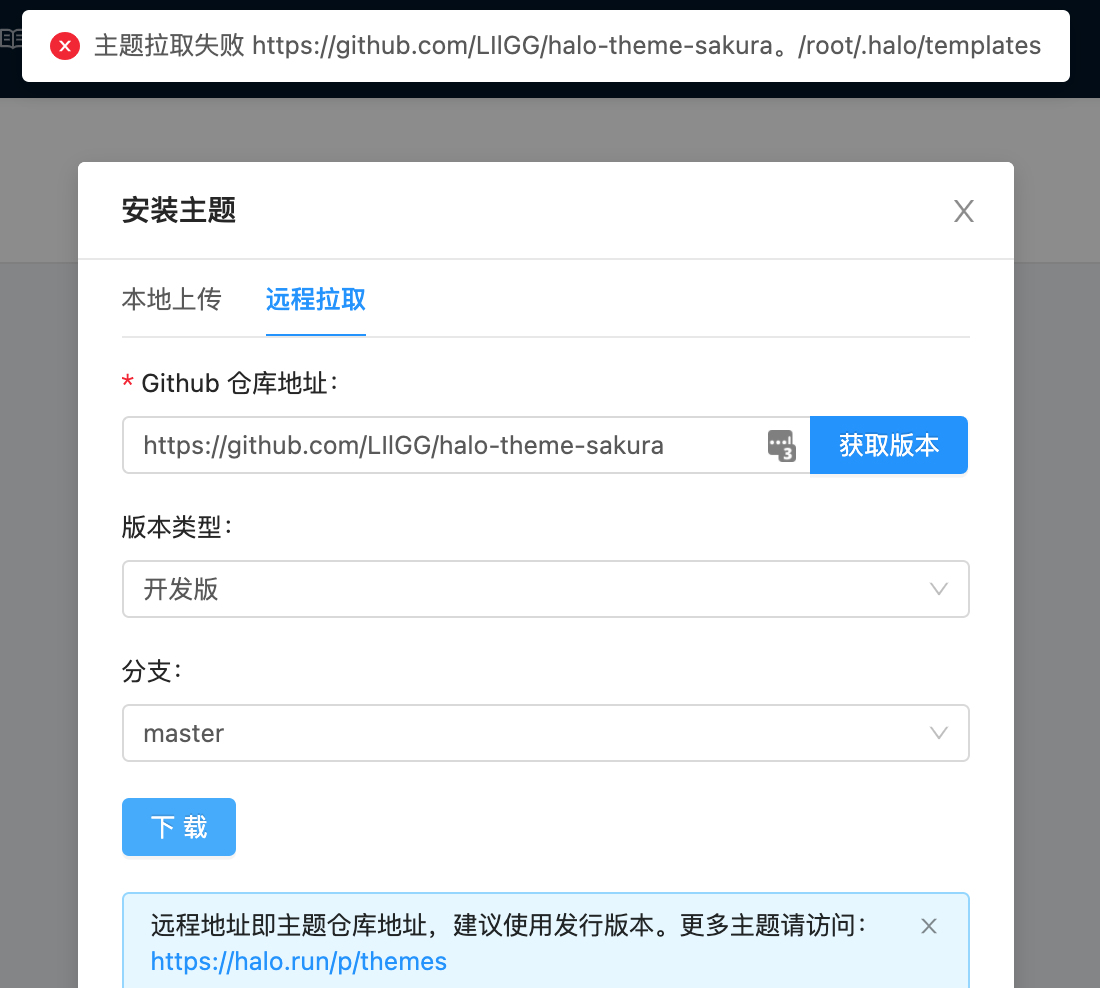 主题拉取失败 https://github.com/LIlGG/halo-theme-sakura。/root/.halo/templates
安装主题
本地上传 远程拉取
* Github 仓库地址：
https://github.com/LIlGG/halo-theme-sakura 3 获取版本
版本类型：
开发版
分支：
master
下 载
远程地址即主题仓库地址，建议使用发行版本。更多主题请访问：
https://halo.run/p/themes